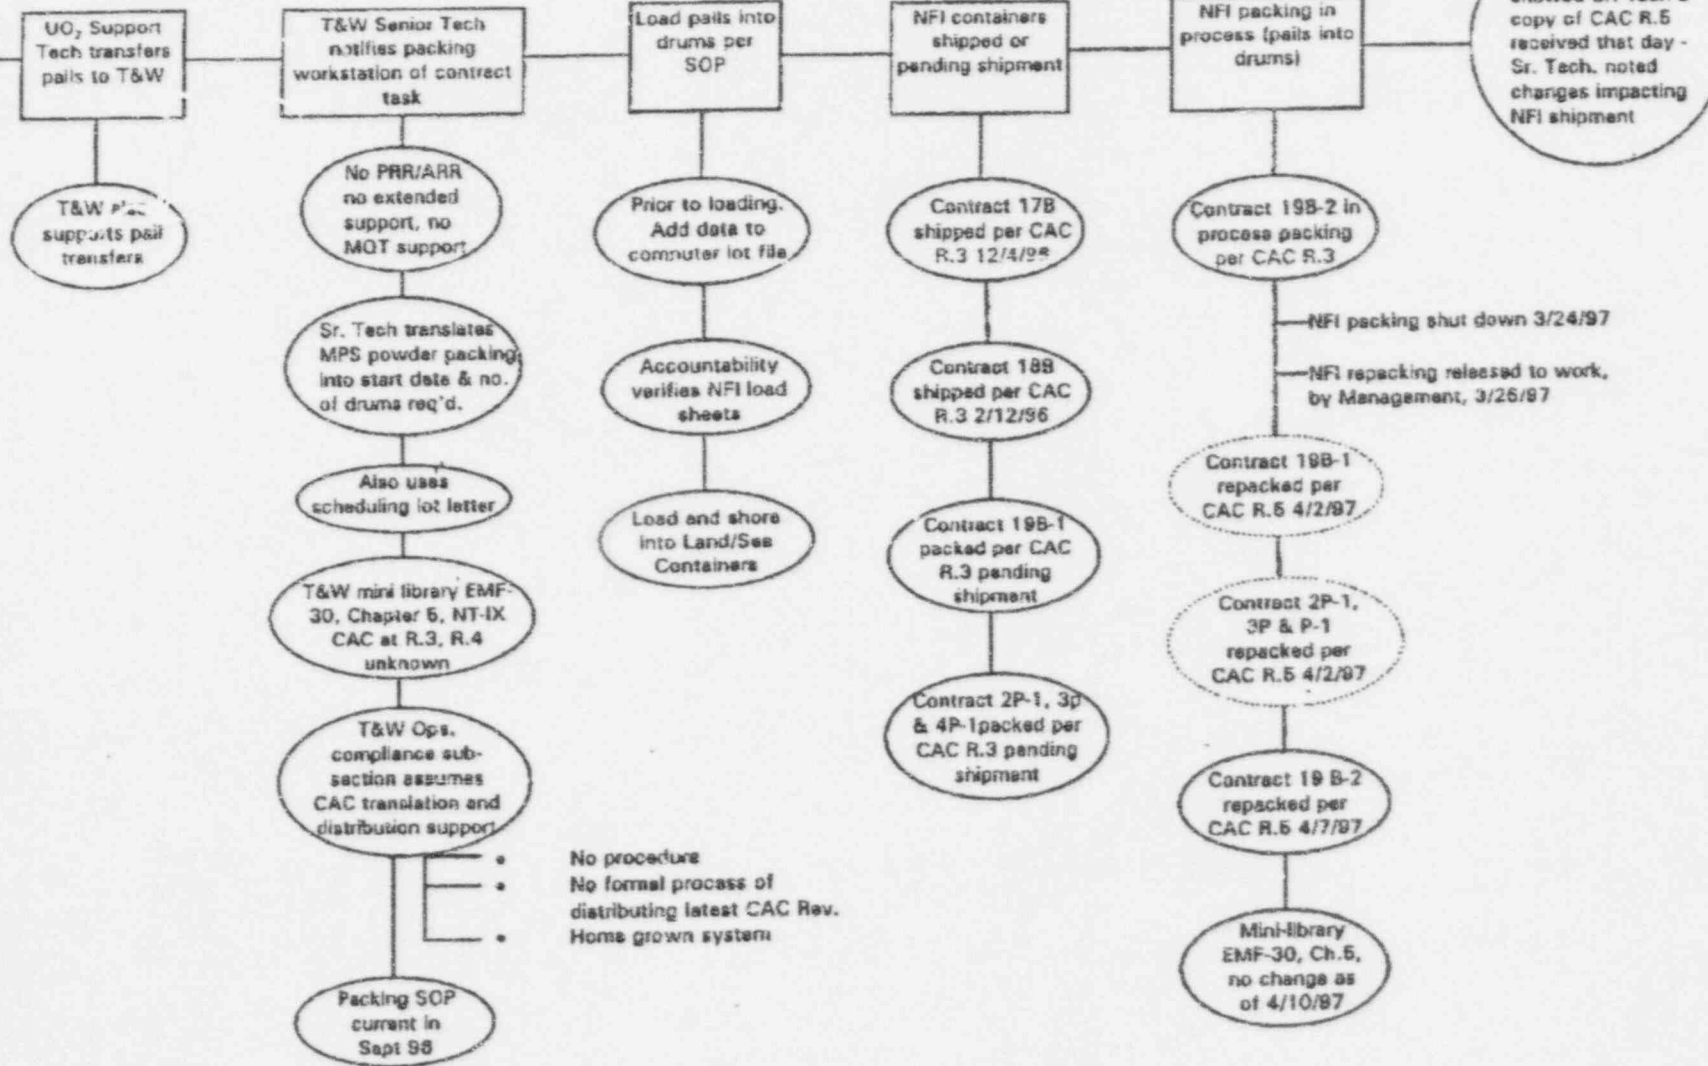 UO₂ Support
Tech transfers
pails to T&W
T&W
supports pail
transfers
T&W Senior Tech
notifies packing
workstation of contract
task
No PRR/ARR
no extended
support, no
MQT support
Sr. Tech translates
MPS powder packing
into start date & no.
of drums req'd.
Also uses
scheduling lot letter
T&W mini library EMF-
30, Chapter 5, NT-IX
CAC at R.3, R.4
unknown
T&W Ops.
compliance sub-
section assumes
CAC translation and
distribution support
• No procedure
• No formal process of
distributing latest CAC Rev.
• Home grown system
Packing SOP
current in
Sept 96
Load pails into
drums per
SOP
Prior to loading.
Add data to
computer lot file
Accountability
verifies NFI load
sheets
Load and shore
into Land/Sea
Containers
NFI containers
shipped or
pending shipment
Contract 17B
shipped per CAC
R.3
Contract 18B
shipped per CAC
R.3 2/12/96
Contract 19B-1
packed per CAC
R.3 pending
shipment
Contract 2P-1, 3p
& 4P-1packed per
CAC R.3 pending
shipment
NFI packing in
process (pails into
drums)
Contract 19B-2 in
process packing
per CAC R.3
NFI packing shut down 3/24/97
NFI repacking released to work,
by Management, 3/26/97
Contract 19B-1
repacked per
CAC R.5 4/2/97
Contract 2P-1,
3P & P-1
repacked per
CAC R.5 4/2/97
Contract 19 B-2
repacked per
CAC R.5 4/7/97
Mini-library
EMF-30, Ch.5,
no change as
of 4/10/97
copy of CAC R.5
received that day -
Sr. Tech. noted
changes impacting
NFI shipment